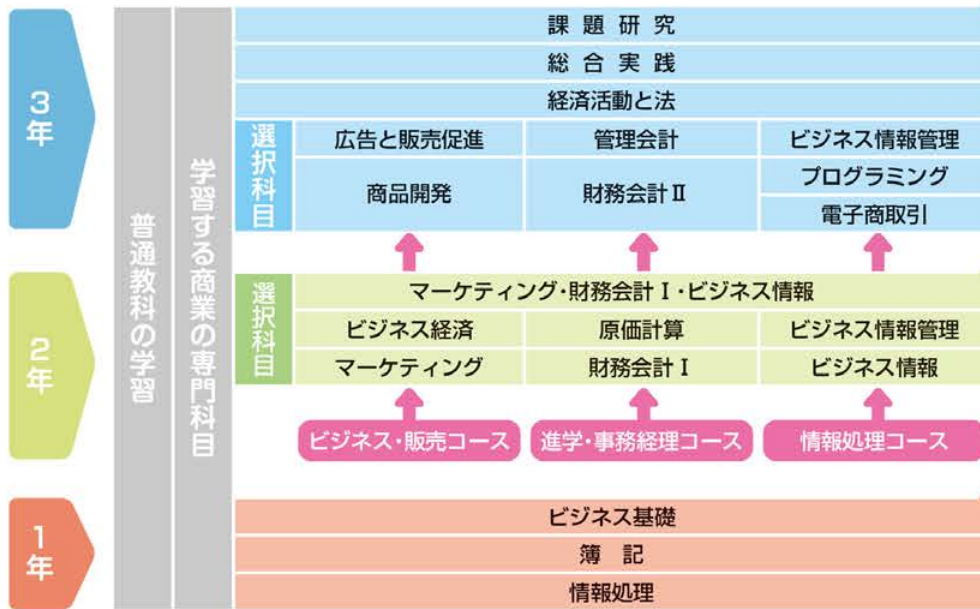 3年
普通教科の学習
学習する商業の専門科目
課題研究
総合実践
経済活動と法
選択科目
広告と販売促進
管理会計
ビジネス情報管理
商品開発
財務会計Ⅱ
プログラミング
電子商取引
2年
選択科目
マーケティング・財務会計Ⅰ・ビジネス情報
ビジネス経済
原価計算
ビジネス情報管理
マーケティング
財務会計Ⅰ
ビジネス情報
ビジネス・販売コース
進学・事務経理コース
情報処理コース
1年
ビジネス基礎
簿記
情報処理